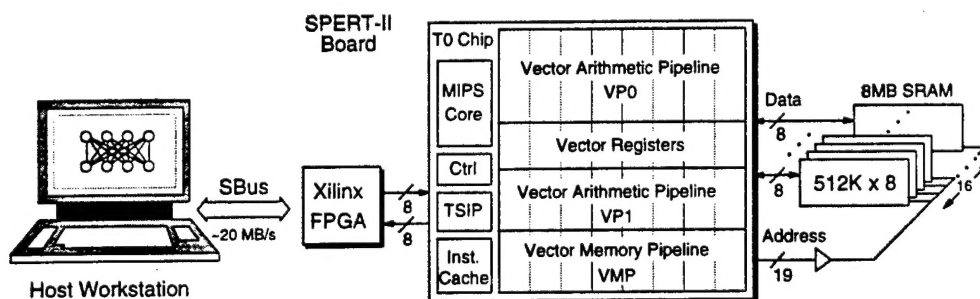 SPERT-II
Board
T0 Chip
MIPS
Core
Ctrl
TSIP
Inst.
Cache
Vector Arithmetic Pipeline
VP0
Vector Registers
Vector Arithmetic Pipeline
VP1
Vector Memory Pipeline
VMP
Host Workstation
SBus
~20 MB/s
Xilinx
FPGA
8
8
Data
8
8
Address
19
8MB SRAM
512K x 8
16